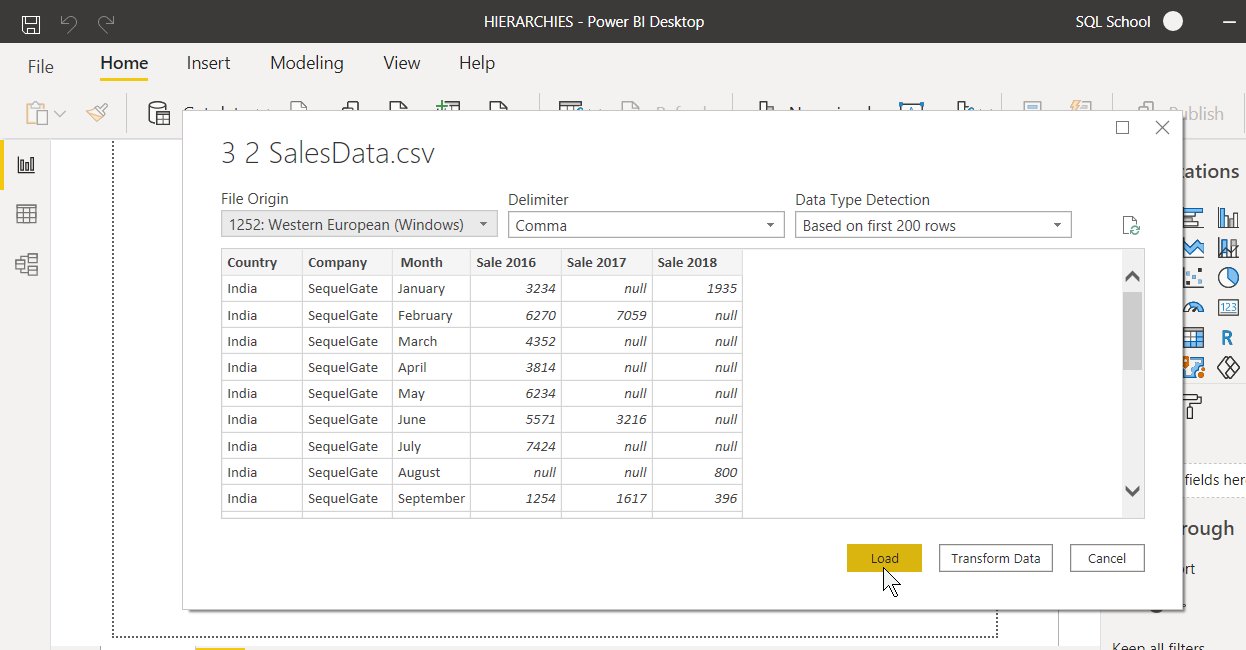 HIERARCHIES - Power BI Desktop
SQL School
File Home Insert Modeling View Help
ublish
3 2 SalesData.csv
File Origin Delimiter Data Type Detection
1252: Western European (Windows) Comma Based on first 200 rows
Country Company Month Sale 2016 Sale 2017 Sale 2018
India SequelGate January 3234 null 1935
India SequelGate February 6270 7059 null
India SequelGate March 4352 null null
India SequelGate April 3814 null null
India SequelGate May 6234 null null
India SequelGate June 5571 3216 null
India SequelGate July 7424 null null
India SequelGate August null null 800
India SequelGate September 1254 1617 396
Load Transform Data Cancel
ations
123
R
fields her
rough
rt
Keep all filters